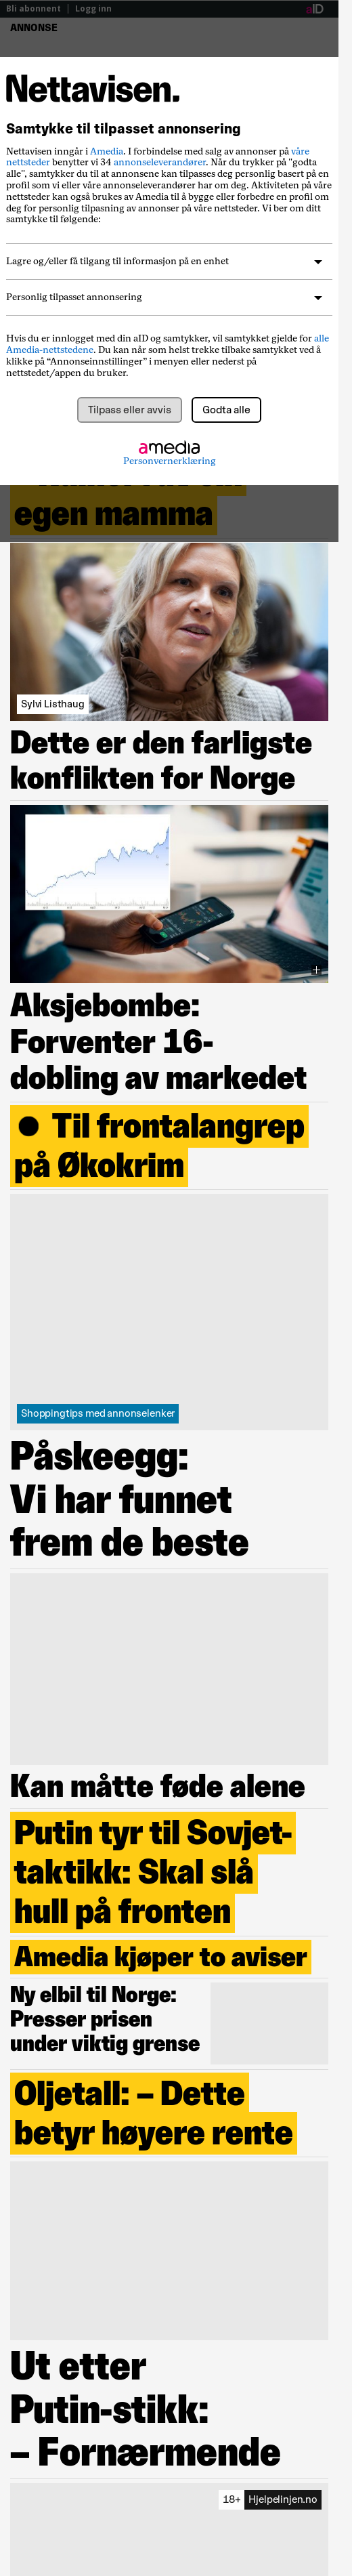 Bli abonnent | Logg inn
aID
ANNONSE
Nettavisen.
Samtykke til tilpasset annonsering
Nettavisen inngår i Amedia. I forbindelse med salg av annonser på våre
nettsteder benytter vi 34 annonseleverandører. Når du trykker på "godta
alle", samtykker du til at annonsene kan tilpasses deg personlig basert på en
profil som vi eller våre annonseleverandører har om deg. Aktiviteten på våre
nettsteder kan også brukes av Amedia til å bygge eller forbedre en profil om
deg for personlig tilpasning av annonser på våre nettsteder. Vi ber om ditt
samtykke til følgende:
Lagre og/eller få tilgang til informasjon på en enhet
Personlig tilpasset annonsering
Hvis du er innlogget med din aID og samtykker, vil samtykket gjelde for alle
Amedia-nettstedene. Du kan når som helst trekke tilbake samtykket ved å
klikke på “Annonseinnstillinger” i menyen eller nederst på
nettstedet/appen du bruker.
Tilpass eller avvis
Godta alle
amedia
Personvernerklæring
egen mamma
Sylvi Listhaug
Dette er den farligste
konflikten for Norge
Aksjebombe:
Forventer 16-
dobling av markedet
Til frontalangrep
på Økokrim
Shoppingtips med annonselenker
Påskeegg:
Vi har funnet
frem de beste
Kan måtte føde alene
Putin tyr til Sovjet-
taktikk: Skal slå
hull på fronten
Amedia kjøper to aviser
Ny elbil til Norge:
Presser prisen
under viktig grense
Oljetall: – Dette
betyr høyere rente
Ut etter
Putin-stikk:
– Fornærmende
18+ Hjelpelinjen.no